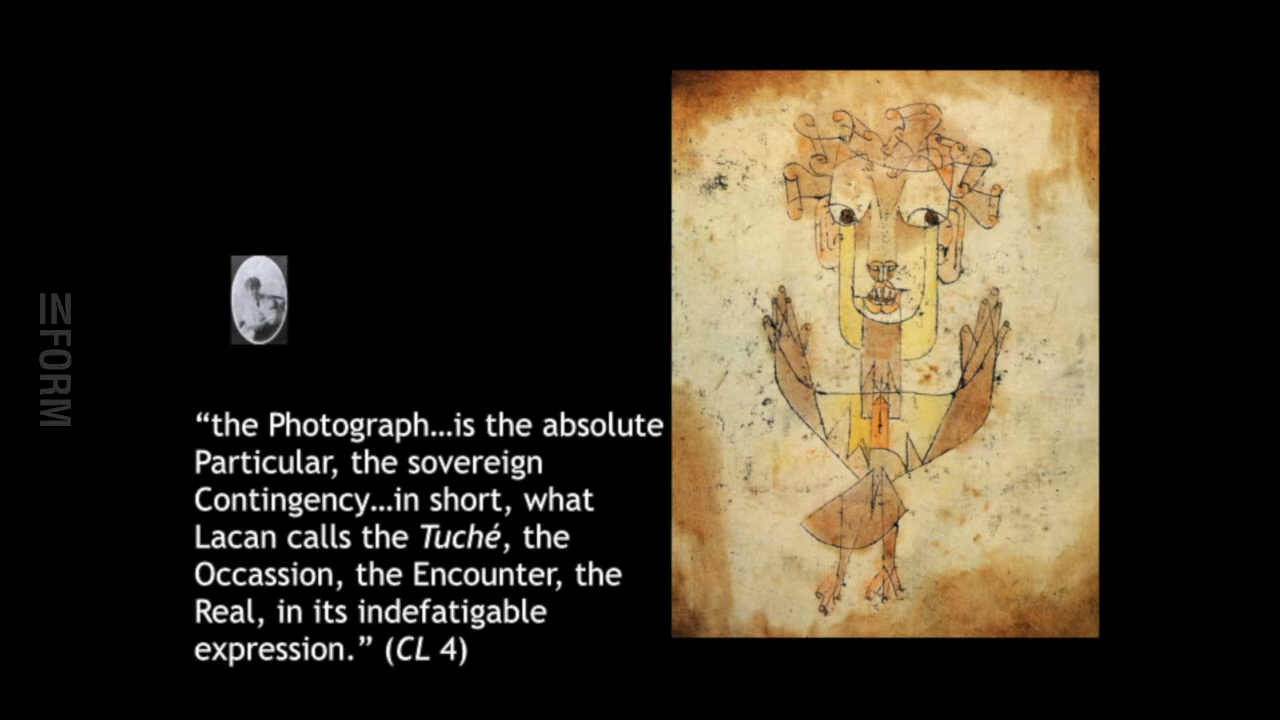 INFORM
“the Photograph…is the absolute
Particular, the sovereign
Contingency…in short, what
Lacan calls the Tuché, the
Occassion, the Encounter, the
Real, in its indefatigable
expression.” (CL 4)